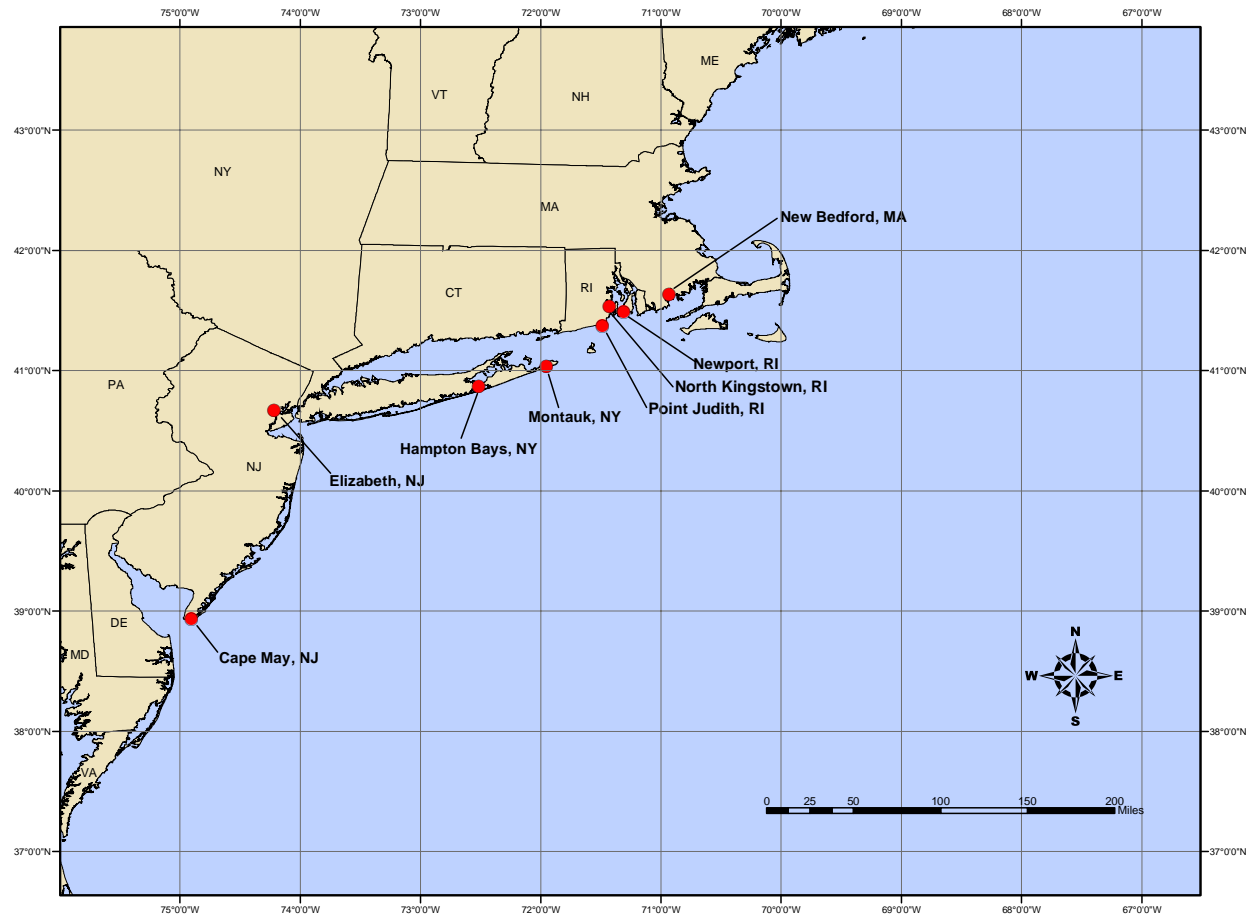 75°0'0"W 74°0'0"W 73°0'0"W 72°0'0"W 71°0'0"W 70°0'0"W 69°0'0"W 68°0'0"W 67°0'0"W
ME
VT
NH
43°0'0"N 43°0'0"N
NY
MA
New Bedford, MA
42°0'0"N 42°0'0"N
RI
CT
Newport, RI
41°0'0"N 41°0'0"N
PA
North Kingstown, RI
Point Judith, RI
Montauk, NY
Hampton Bays, NY
NJ
Elizabeth, NJ
40°0'0"N 40°0'0"N
39°0'0"N 39°0'0"N
DE
N
MD
Cape May, NJ
W E
S
38°0'0"N 38°0'0"N
VA
0 25 50 100 150 200
Miles
37°0'0"N 37°0'0"N
75°0'0"W 74°0'0"W 73°0'0"W 72°0'0"W 71°0'0"W 70°0'0"W 69°0'0"W 68°0'0"W 67°0'0"W